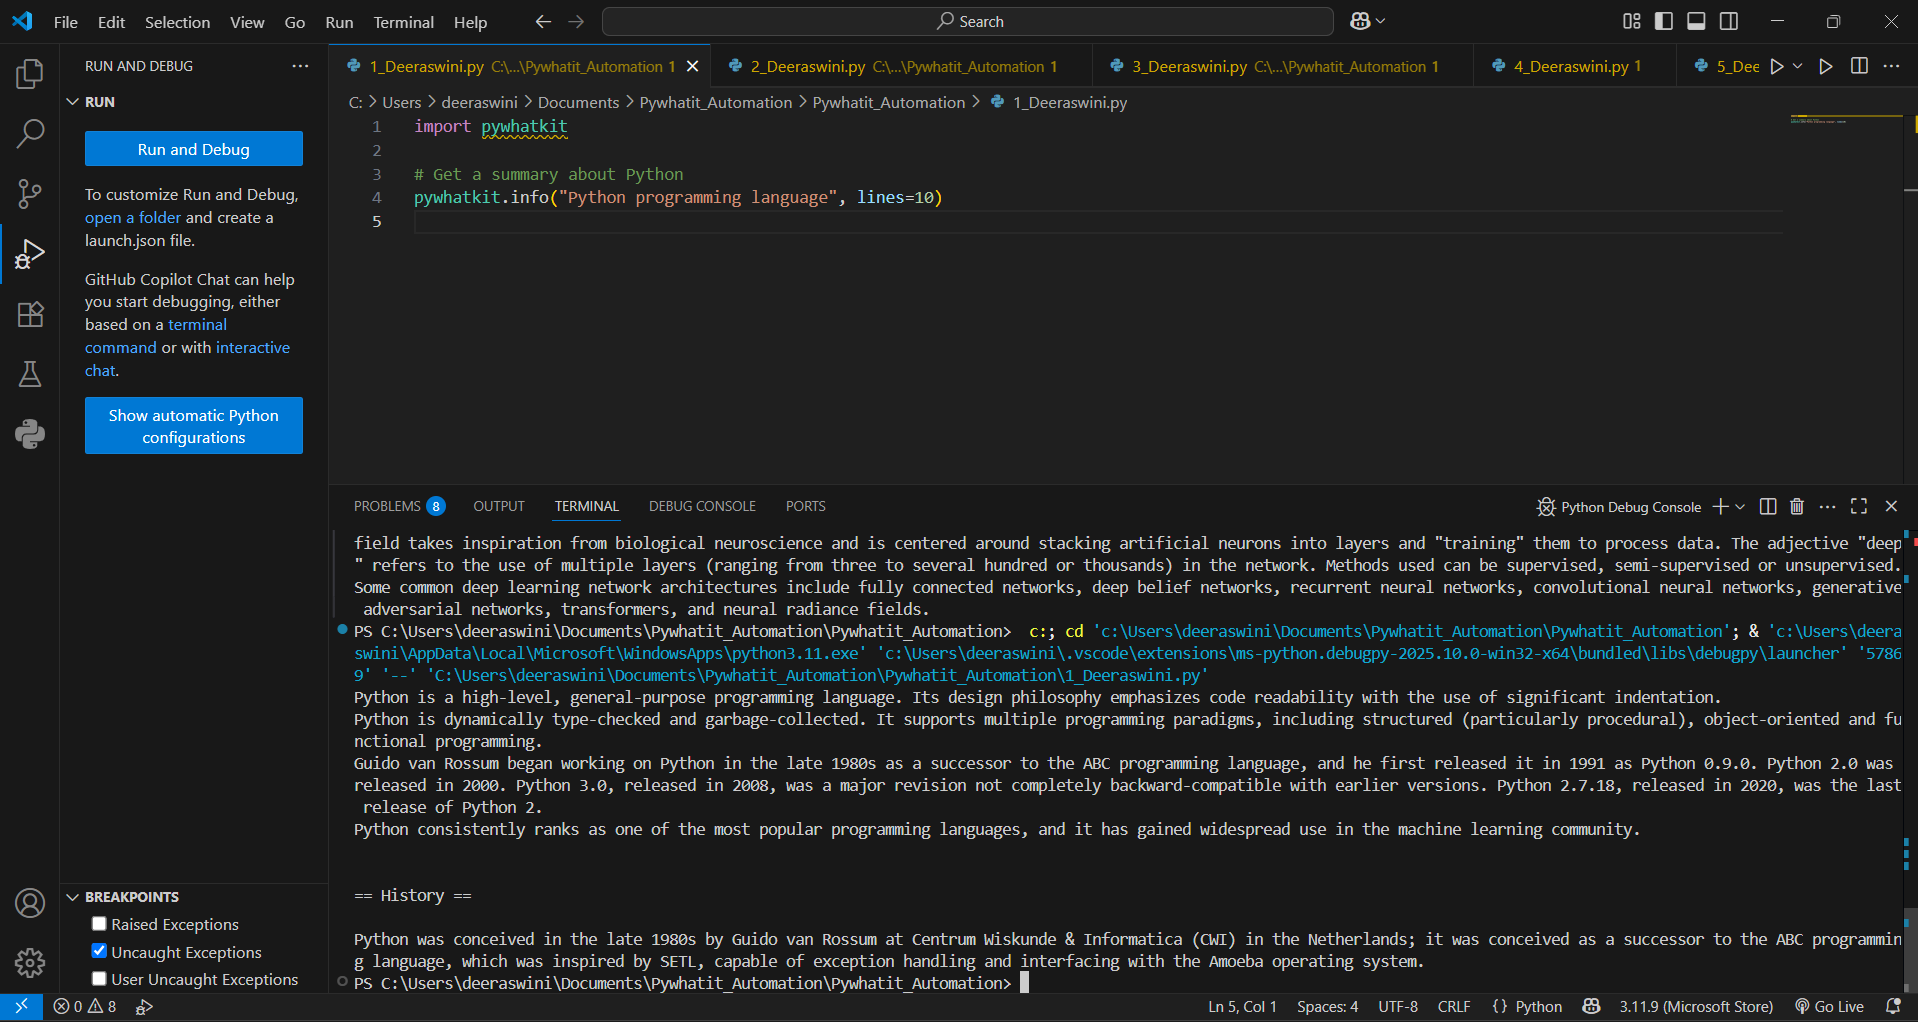 File Edit Selection View Go Run Terminal Help
Search
RUN AND DEBUG
RUN
Run and Debug
To customize Run and Debug,
open a folder and create a
launch.json file.
GitHub Copilot Chat can help
you start debugging, either
based on a terminal
command or with interactive
chat.
Show automatic Python
configurations
BREAKPOINTS
Raised Exceptions
Uncaught Exceptions
User Uncaught Exceptions
1_Deeraswini.py C:\...\Pywhatit_Automation 1
2_Deeraswini.py C:\...\Pywhatit_Automation 1
3_Deeraswini.py C:\...\Pywhatit_Automation 1
4_Deeraswini.py 1
5_Dee
C: > Users > deeraswini > Documents > Pywhatit_Automation > Pywhatit_Automation > 1_Deeraswini.py
1 import pywhatkit
2
3 # Get a summary about Python
4 pywhatkit.info("Python programming language", lines=10)
5
PROBLEMS 8 OUTPUT TERMINAL DEBUG CONSOLE PORTS
Python Debug Console
field takes inspiration from biological neuroscience and is centered around stacking artificial neurons into layers and "training" them to process data. The adjective "deep
" refers to the use of multiple layers (ranging from three to several hundred or thousands) in the network. Methods used can be supervised, semi-supervised or unsupervised.
Some common deep learning network architectures include fully connected networks, deep belief networks, recurrent neural networks, convolutional neural networks, generative
adversarial networks, transformers, and neural radiance fields.
PS C:\Users\deeraswini\Documents\Pywhatit_Automation\Pywhatit_Automation> c:; cd 'c:\Users\deeraswini\Documents\Pywhatit_Automation\Pywhatit_Automation'; & 'c:\Users\deera
swini\AppData\Local\Microsoft\WindowsApps\python3.11.exe' 'c:\Users\deeraswini\.vscode\extensions\ms-python.debugpy-2025.10.0-win32-x64\bundled\libs\debugpy\launcher' '5786
9' '--' 'C:\Users\deeraswini\Documents\Pywhatit_Automation\Pywhatit_Automation\1_Deeraswini.py'
Python is a high-level, general-purpose programming language. Its design philosophy emphasizes code readability with the use of significant indentation.
Python is dynamically type-checked and garbage-collected. It supports multiple programming paradigms, including structured (particularly procedural), object-oriented and fu
nctional programming.
Guido van Rossum began working on Python in the late 1980s as a successor to the ABC programming language, and he first released it in 1991 as Python 0.9.0. Python 2.0 was
released in 2000. Python 3.0, released in 2008, was a major revision not completely backward-compatible with earlier versions. Python 2.7.18, released in 2020, was the last
release of Python 2.
Python consistently ranks as one of the most popular programming languages, and it has gained widespread use in the machine learning community.
== History ==
Python was conceived in the late 1980s by Guido van Rossum at Centrum Wiskunde & Informatica (CWI) in the Netherlands; it was conceived as a successor to the ABC programmin
g language, which was inspired by SETL, capable of exception handling and interfacing with the Amoeba operating system.
PS C:\Users\deeraswini\Documents\Pywhatit_Automation\Pywhatit_Automation>
0 8
Ln 5, Col 1 Spaces: 4 UTF-8 CRLF {} Python 3.11.9 (Microsoft Store) Go Live